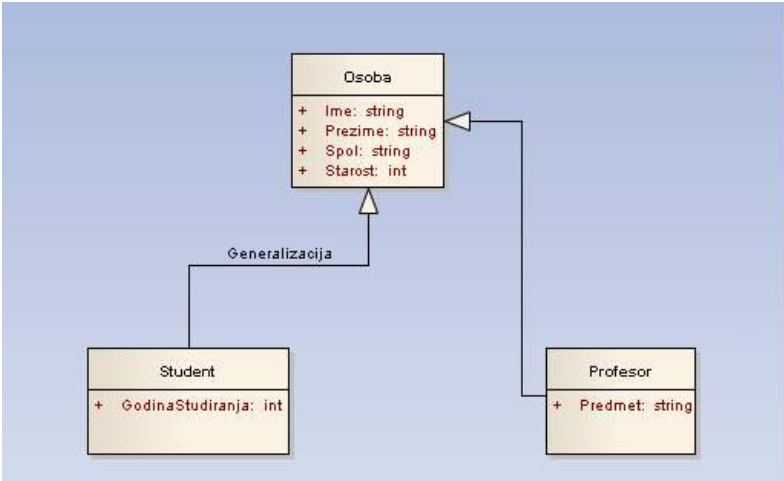 Osoba
+ Ime: string
+ Prezime: string
+ Spol: string
+ Starost: int
Generalizacija
Student
+ GodinaStudiranja: int
Profesor
+ Predmet: string